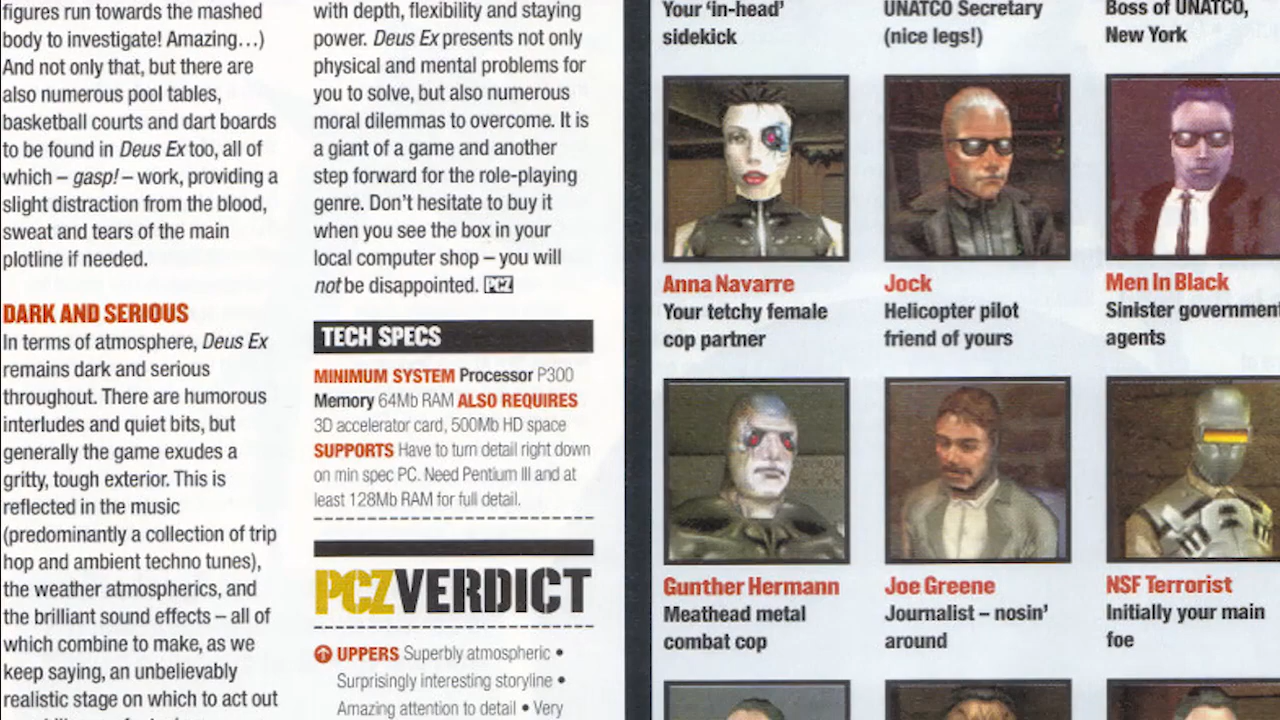 figures run towards the mashed
body to investigate! Amazing…)
And not only that, but there are
also numerous pool tables,
basketball courts and dart boards
to be found in Deus Ex too, all of
which – gasp! – work, providing a
slight distraction from the blood,
sweat and tears of the main
plotline if needed.
DARK AND SERIOUS
In terms of atmosphere, Deus Ex
remains dark and serious
throughout. There are humorous
interludes and quiet bits, but
generally the game exudes a
gritty, tough exterior. This is
reflected in the music
(predominantly a collection of trip
hop and ambient techno tunes),
the weather atmospherics, and
the brilliant sound effects – all of
which combine to make, as we
keep saying, an unbelievably
realistic stage on which to act out
with depth, flexibility and staying
power. Deus Ex presents not only
physical and mental problems for
you to solve, but also numerous
moral dilemmas to overcome. It is
a giant of a game and another
step forward for the role-playing
genre. Don't hesitate to buy it
when you see the box in your
local computer shop – you will
not be disappointed. PCZ
TECH SPECS
MINIMUM SYSTEM Processor P300
Memory 64Mb RAM ALSO REQUIRES
3D accelerator card, 500Mb HD space
SUPPORTS Have to turn detail right down
on min spec PC. Need Pentium III and at
least 128Mb RAM for full detail.
PCZVERDICT
UPPERS Superbly atmospheric •
Surprisingly interesting storyline •
Amazing attention to detail • Very
Your 'in-head'
sidekick
UNATCO Secretary
(nice legs!)
Boss of UNATCO,
New York
Anna Navarre
Your tetchy female
cop partner
Jock
Helicopter pilot
friend of yours
Men In Black
Sinister government
agents
Gunther Hermann
Meathead metal
combat cop
Joe Greene
Journalist – nosin'
around
NSF Terrorist
Initially your main
foe